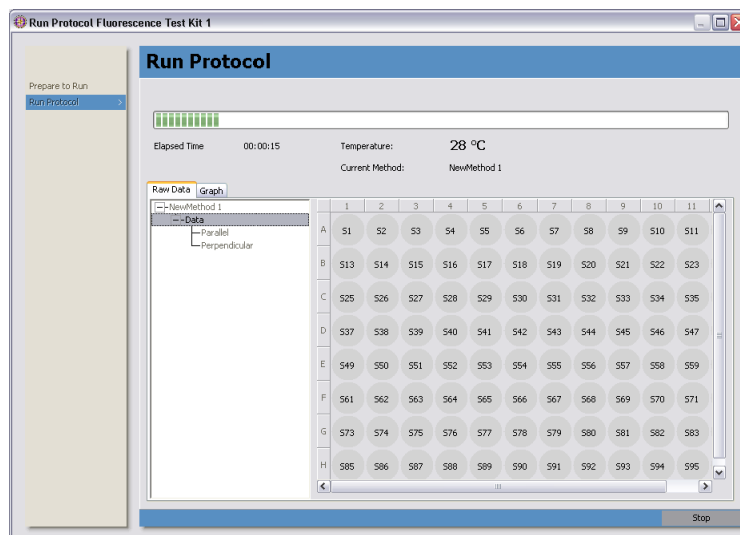 Run Protocol Fluorescence Test Kit 1
Prepare to Run
Run Protocol >
Run Protocol
Elapsed Time 00:00:15 Temperature: 28 °C
Current Method: NewMethod 1
Raw Data Graph
NewMethod 1
Data
Parallel
Perpendicular
1 2 3 4 5 6 7 8 9 10 11
A S1 S2 S3 S4 S5 S6 S7 S8 S9 S10 S11
B S13 S14 S15 S16 S17 S18 S19 S20 S21 S22 S23
C S25 S26 S27 S28 S29 S30 S31 S32 S33 S34 S35
D S37 S38 S39 S40 S41 S42 S43 S44 S45 S46 S47
E S49 S50 S51 S52 S53 S54 S55 S56 S57 S58 S59
F S61 S62 S63 S64 S65 S66 S67 S68 S69 S70 S71
G S73 S74 S75 S76 S77 S78 S79 S80 S81 S82 S83
H S85 S86 S87 S88 S89 S90 S91 S92 S93 S94 S95
Stop